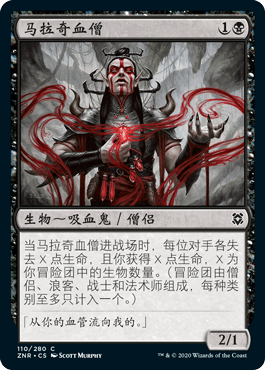 马拉奇血僧 1
生物～吸血鬼 / 僧侣
当马拉奇血僧进战场时，每位对手各失
去 X 点生命，且你获得 X 点生命，X 为
你冒险团中的生物数量。（冒险团由僧
侣、浪客、战士和法术师组成，每种类
别至多只计入一个。）
「从你的血管流向我的。」
2/1
110/280 C
ZNR • CS SCOTT MURPHY
™ & © 2020 Wizards of the Coast